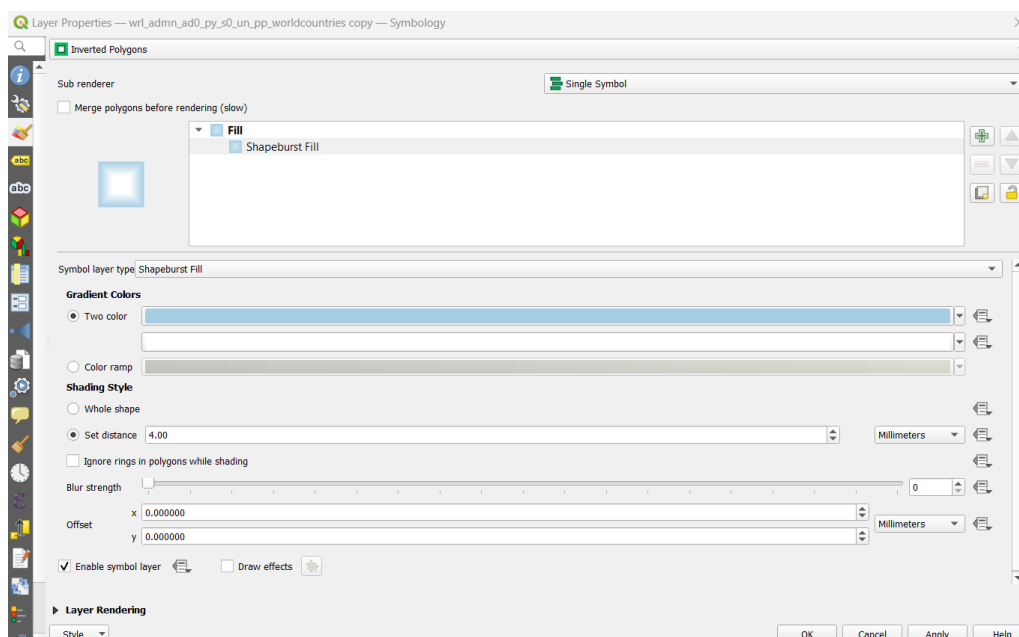 Layer Properties — wrl_admn_ad0_py_s0_un_pp_worldcountries copy — Symbology
Inverted Polygons
Sub renderer
Single Symbol
Merge polygons before rendering (slow)
Fill
Shapeburst Fill
abc
abc
Symbol layer type Shapeburst Fill
Gradient Colors
Two color
Color ramp
Shading Style
Whole shape
Set distance 4.00 Millimeters
Ignore rings in polygons while shading
Blur strength 0
x 0.000000
Offset Millimeters
y 0.000000
Enable symbol layer Draw effects
Layer Rendering
Style OK Cancel Apply Help